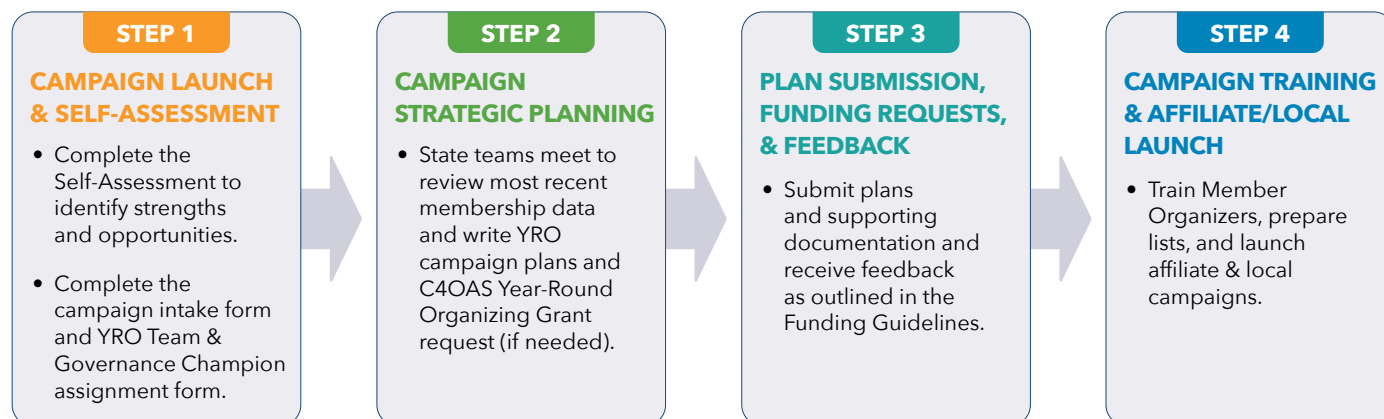 STEP 1
CAMPAIGN LAUNCH
& SELF-ASSESSMENT
• Complete the
Self-Assessment to
identify strengths
and opportunities.
• Complete the
campaign intake form
and YRO Team &
Governance Champion
assignment form.
STEP 2
CAMPAIGN
STRATEGIC PLANNING
• State teams meet to
review most recent
membership data
and write YRO
campaign plans and
C4OAS Year-Round
Organizing Grant
request (if needed).
STEP 3
PLAN SUBMISSION,
FUNDING REQUESTS,
& FEEDBACK
• Submit plans
and supporting
documentation and
receive feedback
as outlined in the
Funding Guidelines.
STEP 4
CAMPAIGN TRAINING
& AFFILIATE/LOCAL
LAUNCH
• Train Member
Organizers, prepare
lists, and launch
affiliate & local
campaigns.